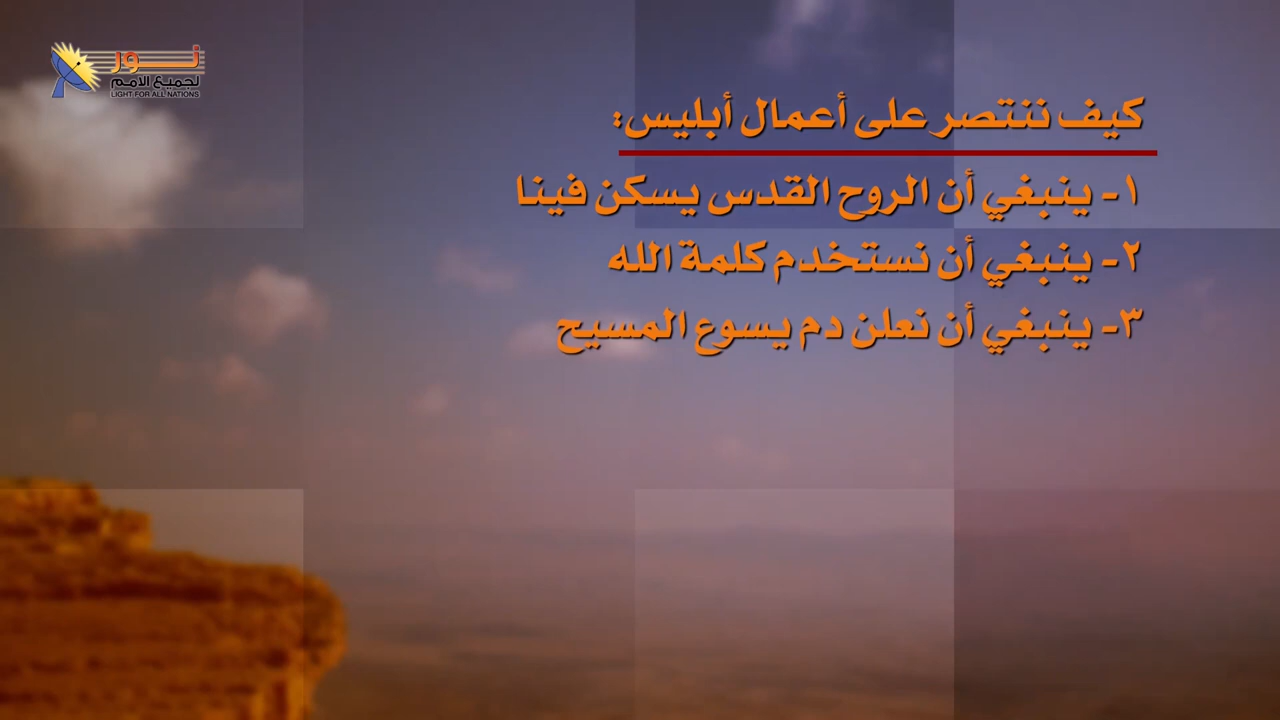 نور
لجميع الامم
LIGHT FOR ALL NATIONS
كيف ننتصر على أعمال أبليس:
١- ينبغي أن الروح القدس يسكن فينا
٢- ينبغي أن نستخدم كلمة الله
٣- ينبغي أن نعلن دم يسوع المسيح